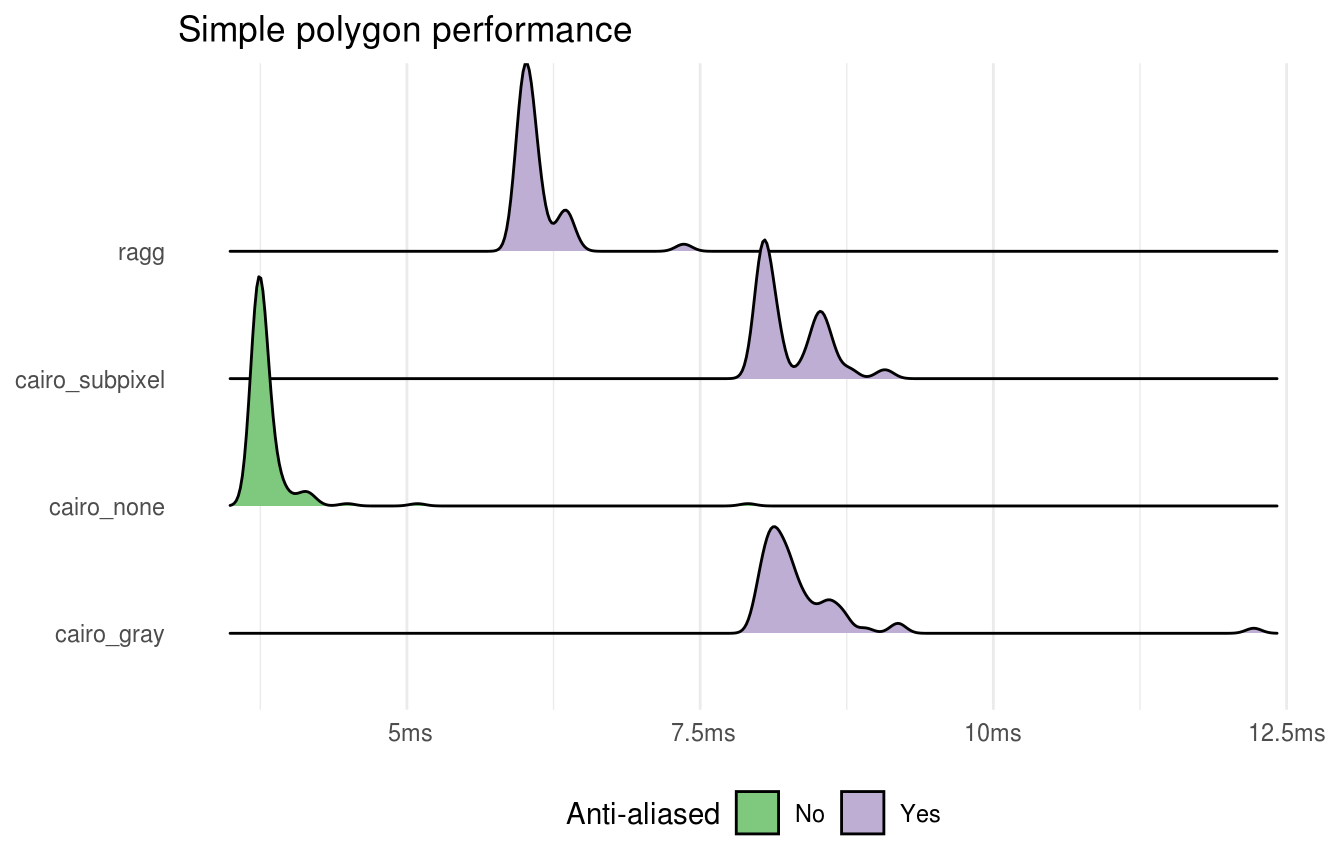 Simple polygon performance
ragg
cairo_subpixel
cairo_none
cairo_gray
5ms 7.5ms 10ms 12.5ms
Anti-aliased No Yes